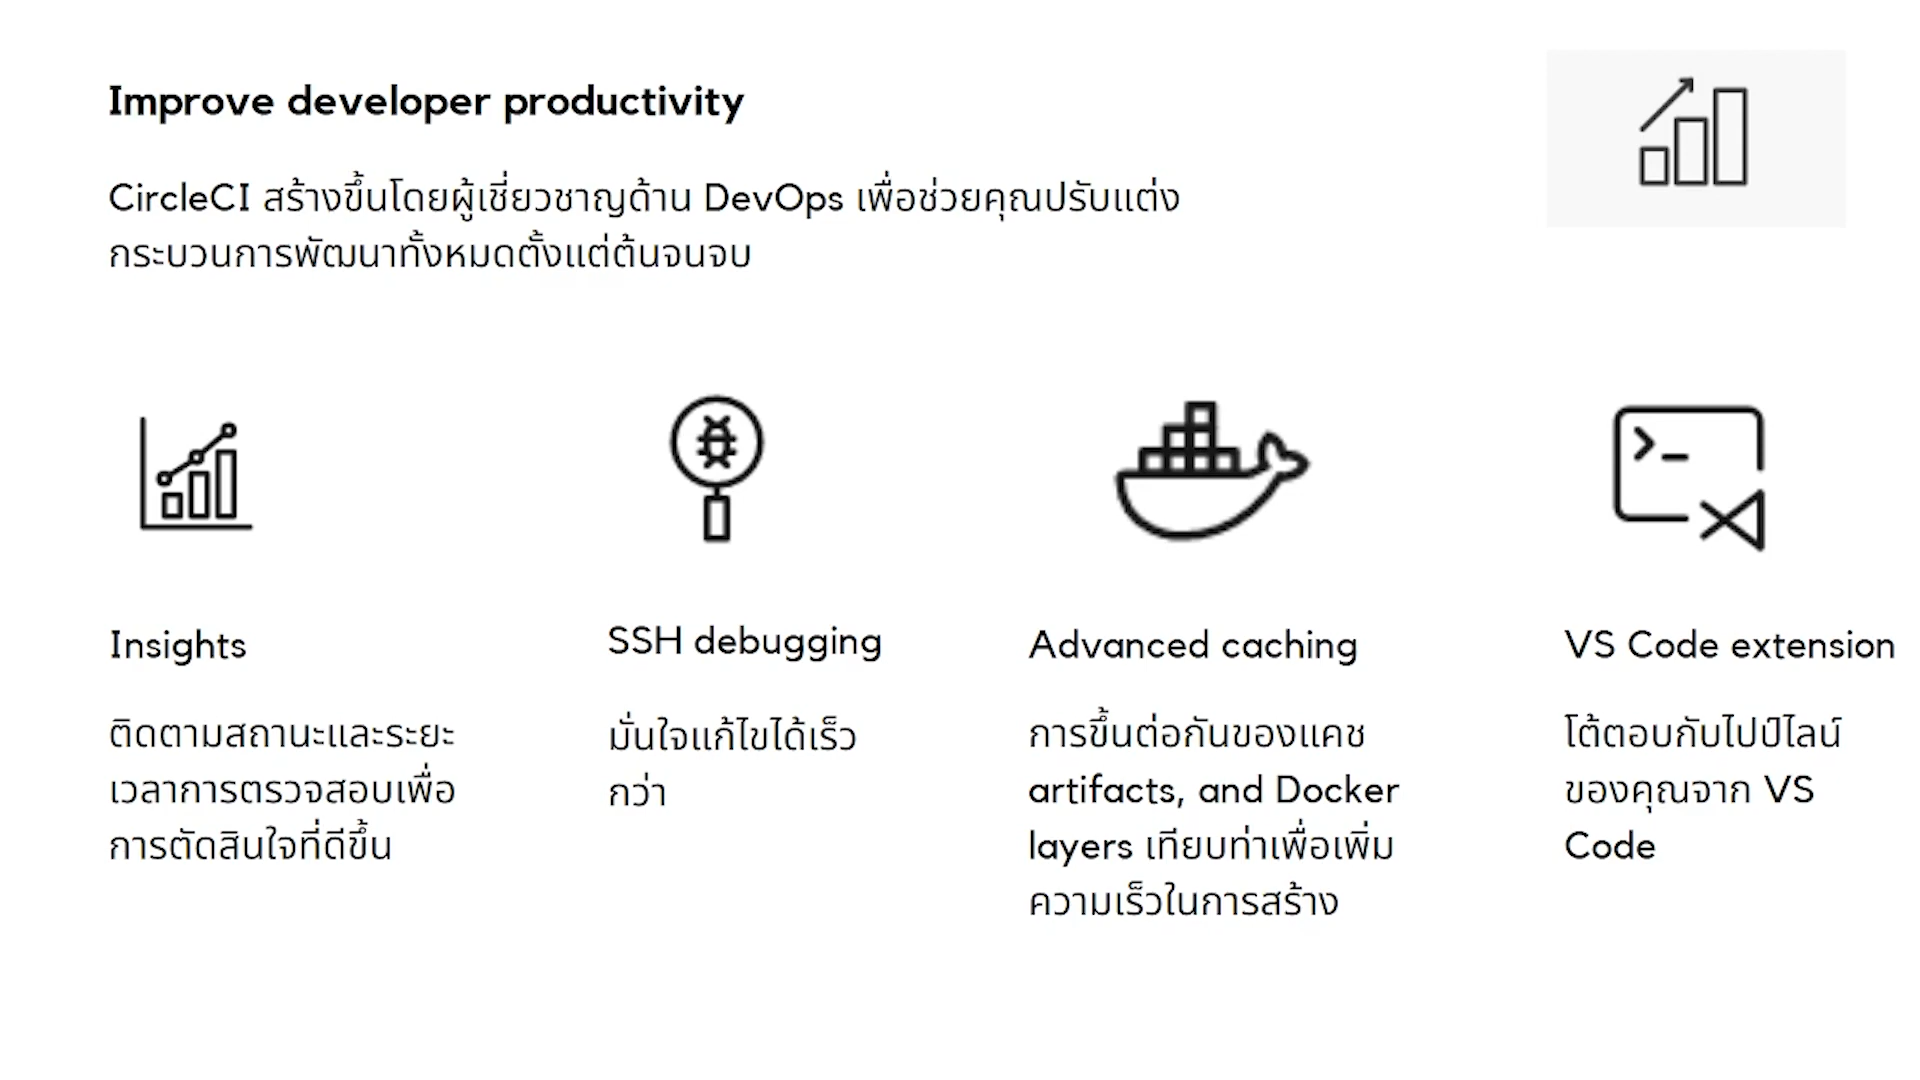 Improve developer productivity
CircleCI สร้างขึ้นโดยผู้เชี่ยวชาญด้าน DevOps เพื่อช่วยคุณปรับแต่ง
กระบวนการพัฒนาทั้งหมดตั้งแต่ต้นจนจบ
Insights
ติดตามสถานะและระยะ
เวลาการตรวจสอบเพื่อ
การตัดสินใจที่ดีขึ้น
SSH debugging
มั่นใจแก้ไขได้เร็ว
กว่า
Advanced caching
การขึ้นต่อกันของแคช
artifacts, and Docker
layers เทียบท่าเพื่อเพิ่ม
ความเร็วในการสร้าง
VS Code extension
โต้ตอบกับไปป์ไลน์
ของคุณจาก VS
Code